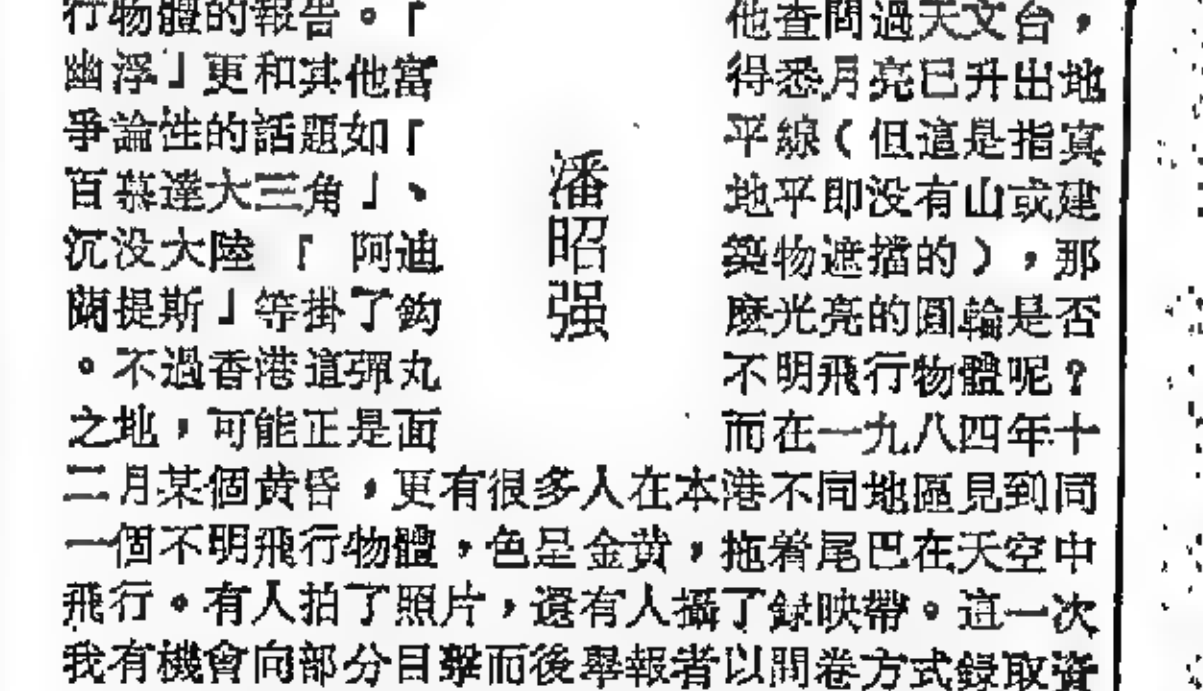 行物體的報告。「
幽浮」更和其他富
爭論性的話題如「
百慕達大三角」、
沉没大陸「阿迪
蘭提斯」等掛了鈎
。不過香港這彈丸
之地,可能正是面
潘昭强
他查問過天文台,
得悉月亮已升出地
平線(但這是指真
地平即没有山或建
築物遮擋的),那
麽光亮的圓輪是否
不明飛行物體呢?
而在一九八四年十
二月某個黄昏,更有很多人在本港不同地區見到同
一個不明飛行物體,色呈金黄,拖着尾巴在天空中
飛行。有人拍了照片,還有人攝了録映帶。這一次
我有機會向部分目擊而後舉報者以問卷方式録取資